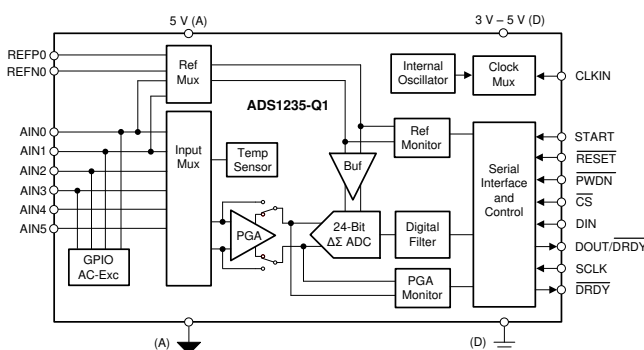 5 V (A)
3 V – 5 V (D)
REFP0
REFN0
Ref
Mux
Internal
Oscillator
Clock
Mux
CLKIN
ADS1235-Q1
AIN0
AIN1
AIN2
AIN3
AIN4
AIN5
Input
Mux
Temp
Sensor
Ref
Monitor
Buf
Serial
Interface
and
Control
START
RESET
PWDN
CS
DIN
DOUT/DRDY
SCLK
DRDY
PGA
24-Bit
ΔΣ ADC
Digital
Filter
GPIO
AC-Exc
PGA
Monitor
(A)
(D)